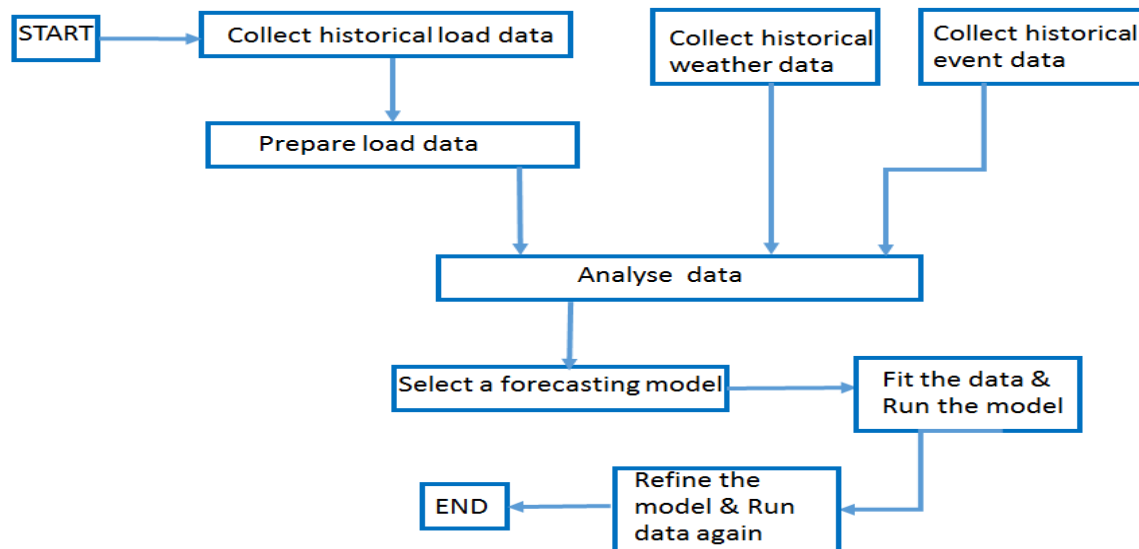 START
Collect historical load data
Collect historical
weather data
Collect historical
event data
Prepare load data
Analyse data
Select a forecasting model
Fit the data &
Run the model
Refine the
model & Run
data again
END